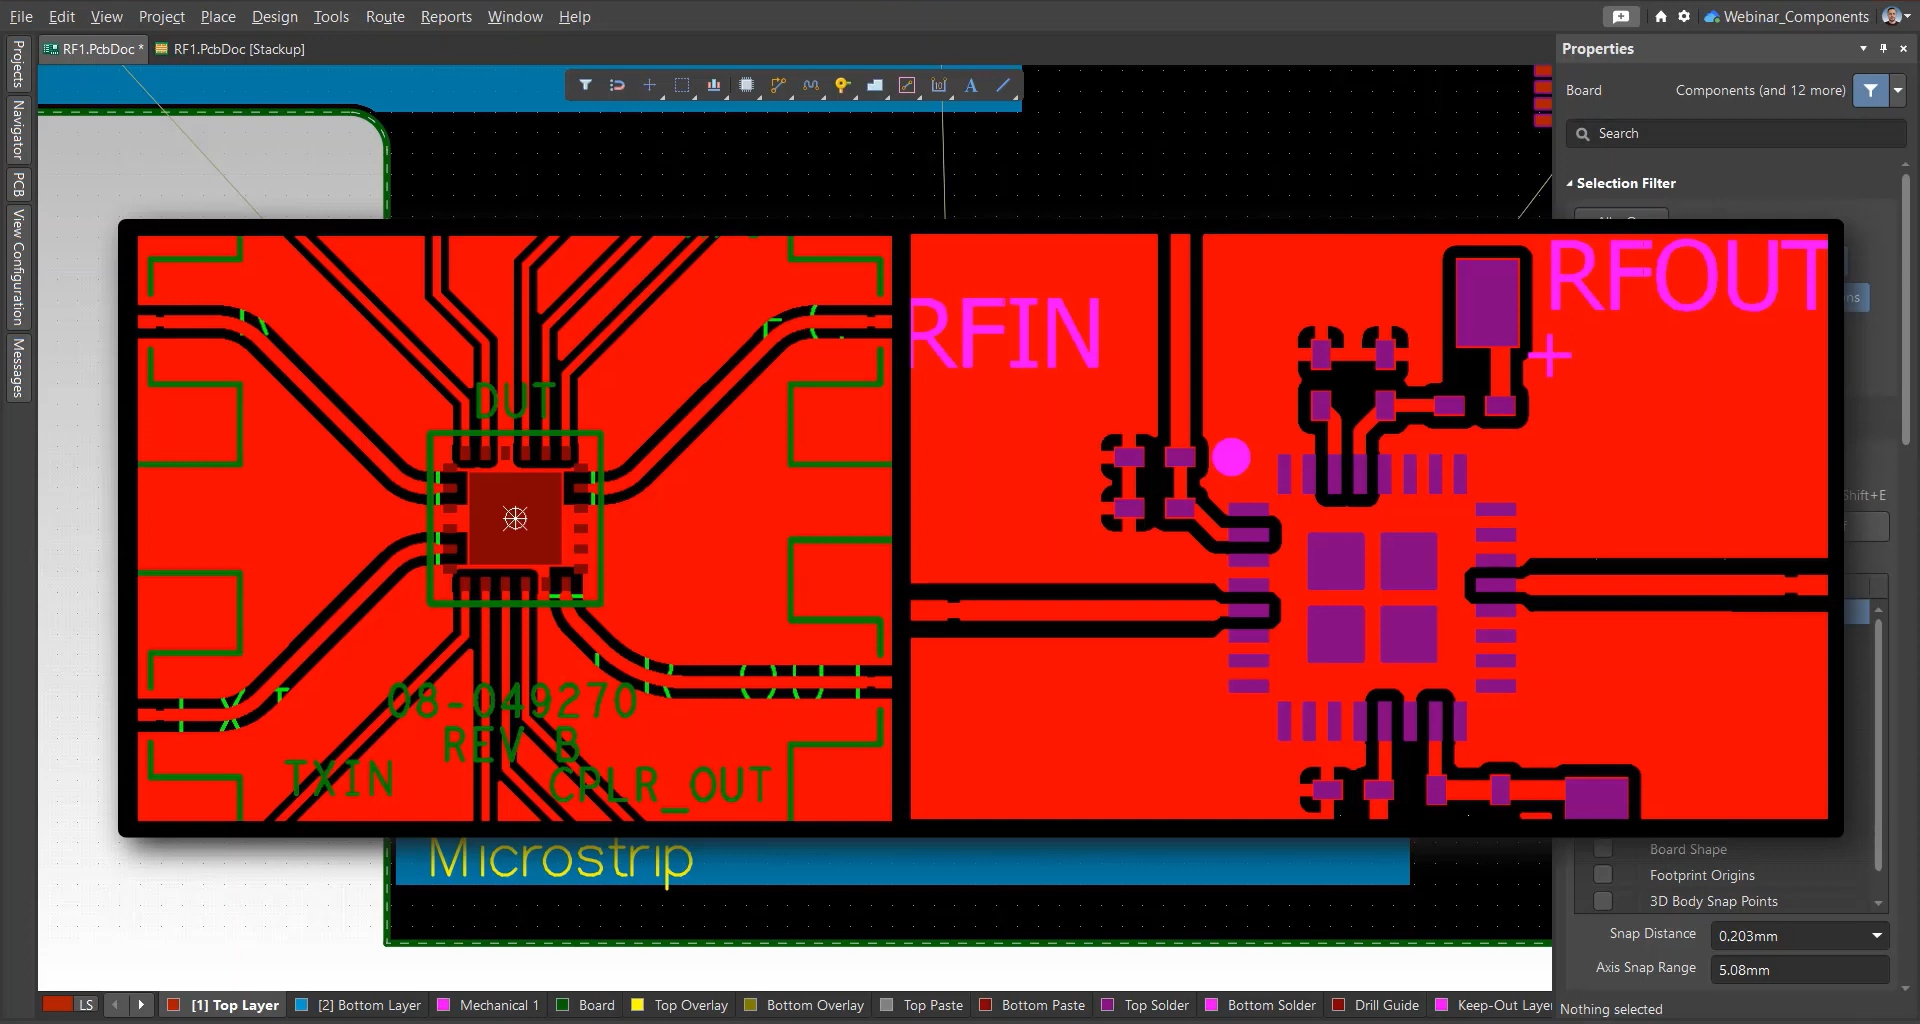 File Edit View Project Place Design Tools Route Reports Window Help
Webinar_Components
RF1.PcbDoc * RF1.PcbDoc [Stackup]
Properties
Board Components (and 12 more)
Search
Selection Filter
Projects
Navigator
PCB
View Configuration
Messages
RFIN
RFOUT
DUT
08-049270
REV B
TXIN
CPLR_OUT
Shift+E
Microstrip
Board Shape
Footprint Origins
3D Body Snap Points
Snap Distance 0.203mm
Axis Snap Range 5.08mm
LS [1] Top Layer [2] Bottom Layer Mechanical 1 Board Top Overlay Bottom Overlay Top Paste Bottom Paste Top Solder Bottom Solder Drill Guide Keep-Out Layer
Nothing selected